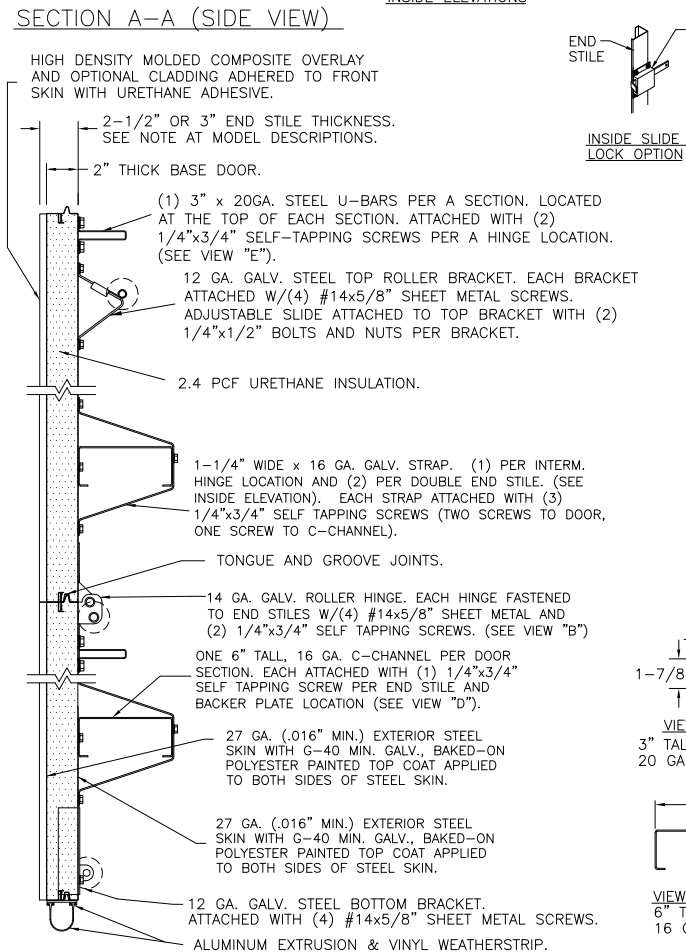 INSIDE ELEVATIONS
SECTION A-A (SIDE VIEW)
HIGH DENSITY MOLDED COMPOSITE OVERLAY
AND OPTIONAL CLADDING ADHERED TO FRONT
SKIN WITH URETHANE ADHESIVE.
2-1/2" OR 3" END STILE THICKNESS.
SEE NOTE AT MODEL DESCRIPTIONS.
2" THICK BASE DOOR.
(1) 3" x 20GA. STEEL U-BARS PER A SECTION. LOCATED
AT THE TOP OF EACH SECTION. ATTACHED WITH (2)
1/4"x3/4" SELF-TAPPING SCREWS PER A HINGE LOCATION.
(SEE VIEW "E").
12 GA. GALV. STEEL TOP ROLLER BRACKET. EACH BRACKET
ATTACHED W/(4) #14x5/8" SHEET METAL SCREWS.
ADJUSTABLE SLIDE ATTACHED TO TOP BRACKET WITH (2)
1/4"x1/2" BOLTS AND NUTS PER BRACKET.
2.4 PCF URETHANE INSULATION.
1-1/4" WIDE x 16 GA. GALV. STRAP. (1) PER INTERM.
HINGE LOCATION AND (2) PER DOUBLE END STILE. (SEE
INSIDE ELEVATION). EACH STRAP ATTACHED WITH (3)
1/4"x3/4" SELF TAPPING SCREWS (TWO SCREWS TO DOOR,
ONE SCREW TO C-CHANNEL).
TONGUE AND GROOVE JOINTS.
14 GA. GALV. ROLLER HINGE. EACH HINGE FASTENED
TO END STILES W/(4) #14x5/8" SHEET METAL AND
(2) 1/4"x3/4" SELF TAPPING SCREWS. (SEE VIEW "B")
ONE 6" TALL, 16 GA. C-CHANNEL PER DOOR
SECTION. EACH ATTACHED WITH (1) 1/4"x3/4"
SELF TAPPING SCREW PER END STILE AND
BACKER PLATE LOCATION (SEE VIEW "D").
27 GA. (.016" MIN.) EXTERIOR STEEL
SKIN WITH G-40 MIN. GALV., BAKED-ON
POLYESTER PAINTED TOP COAT APPLIED
TO BOTH SIDES OF STEEL SKIN.
27 GA. (.016" MIN.) EXTERIOR STEEL
SKIN WITH G-40 MIN. GALV., BAKED-ON
POLYESTER PAINTED TOP COAT APPLIED
TO BOTH SIDES OF STEEL SKIN.
12 GA. GALV. STEEL BOTTOM BRACKET.
ATTACHED WITH (4) #14x5/8" SHEET METAL SCREWS.
ALUMINUM EXTRUSION & VINYL WEATHERSTRIP.
END
STILE
INSIDE SLIDE
LOCK OPTION
1-7/8
3" TAL
20 GA
VIEW
6" T
16